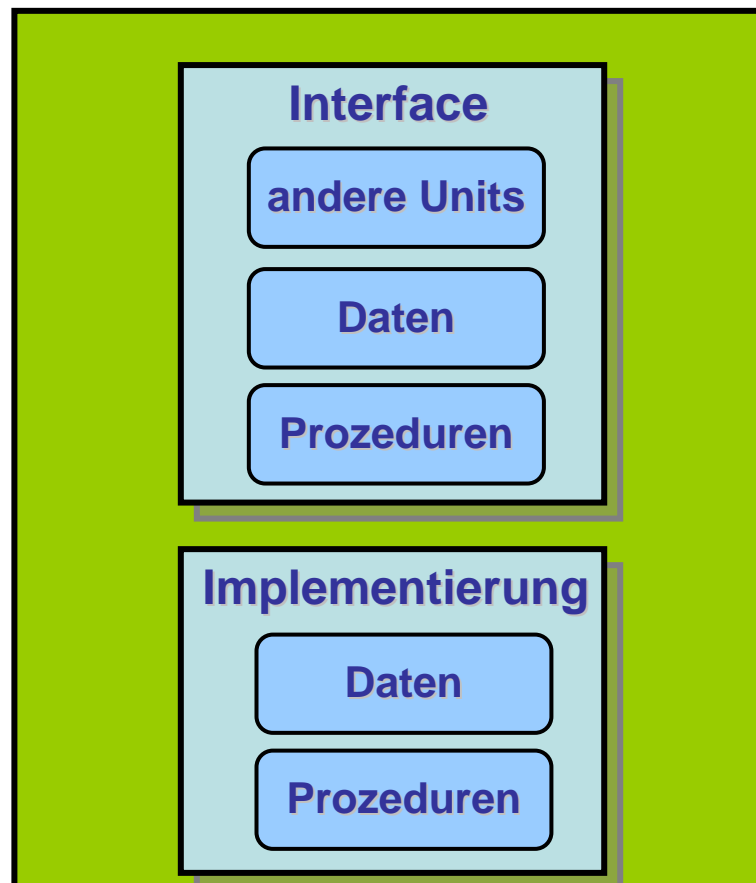 Interface
andere Units
Daten
Prozeduren
Implementierung
Daten
Prozeduren